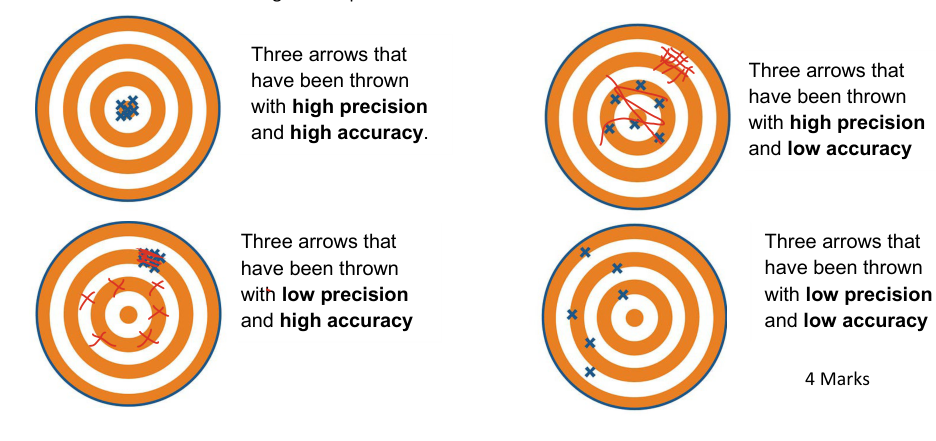 Three arrows that
have been thrown
with high precision
and high accuracy.
Three arrows that
have been thrown
with high precision
and low accuracy
Three arrows that
have been thrown
with low precision
and high accuracy
Three arrows that
have been thrown
with low precision
and low accuracy
4 Marks